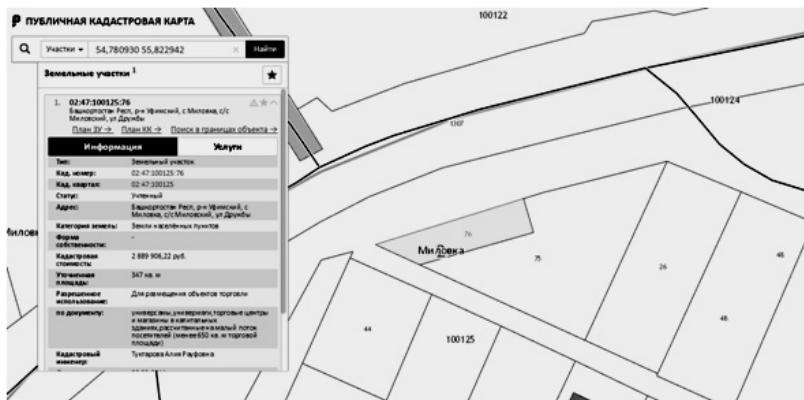 ПУБЛИЧНАЯ КАДАСТРОВАЯ КАРТА
Участки
54,780930 55,822942
×
Найти
Земельные участки 1
1. 02:47:100125:76
Башкортостан Респ, р-н Уфимский, с Миловка, с/с
Миловский, ул Дружбы
План ЗУ → План КК → Поиск в границах объекта →
Информация
Услуги
Тип: Земельный участок
Кад. номер: 02:47:100125:76
Кад. квартал: 02:47:100125
Статус: Учтенный
Адрес: Башкортостан Респ, р-н Уфимский, с
Миловка, с/с Миловский, ул Дружбы
Категория земель: Земли населённых пунктов
Форма
собственности: -
Кадастровая
стоимость: 2 889 906,22 руб.
Уточненная
площадь: 347 кв. м
Разрешенное
использование: Для размещения объектов торговли
по документу: универсамы,универмаги,торговые центры
и магазины в капитальных
зданиях,рассчитанные на малый поток
посетителей (менее 650 кв. м торговой
площади)
Кадастровый
инженер: Туктарова Алия Рауфовна
100122
100124
1307
76
Миловка
75
26
48
48
44
100125